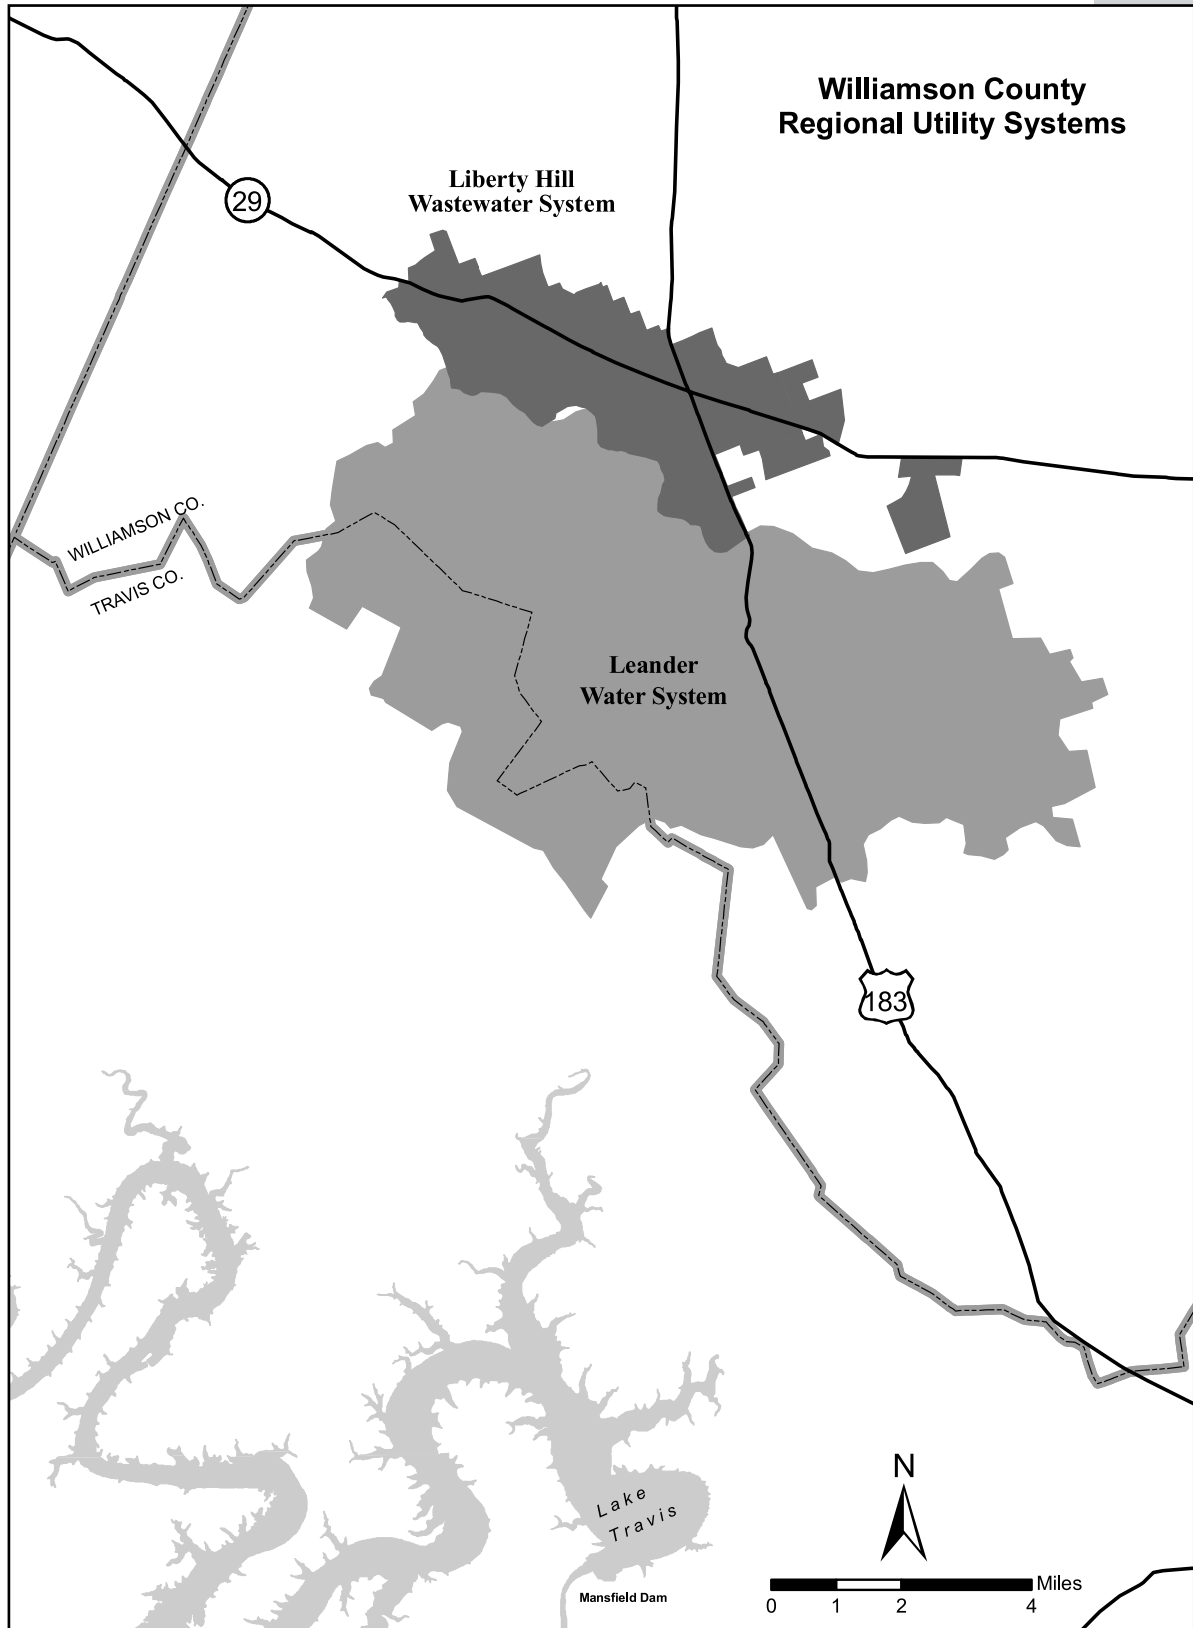 Williamson County
Regional Utility Systems
Liberty Hill
Wastewater System
29
WILLIAMSON CO.
TRAVIS CO.
Leander
Water System
183
Lake
Travis
Mansfield Dam
N
Miles
0 1 2 4